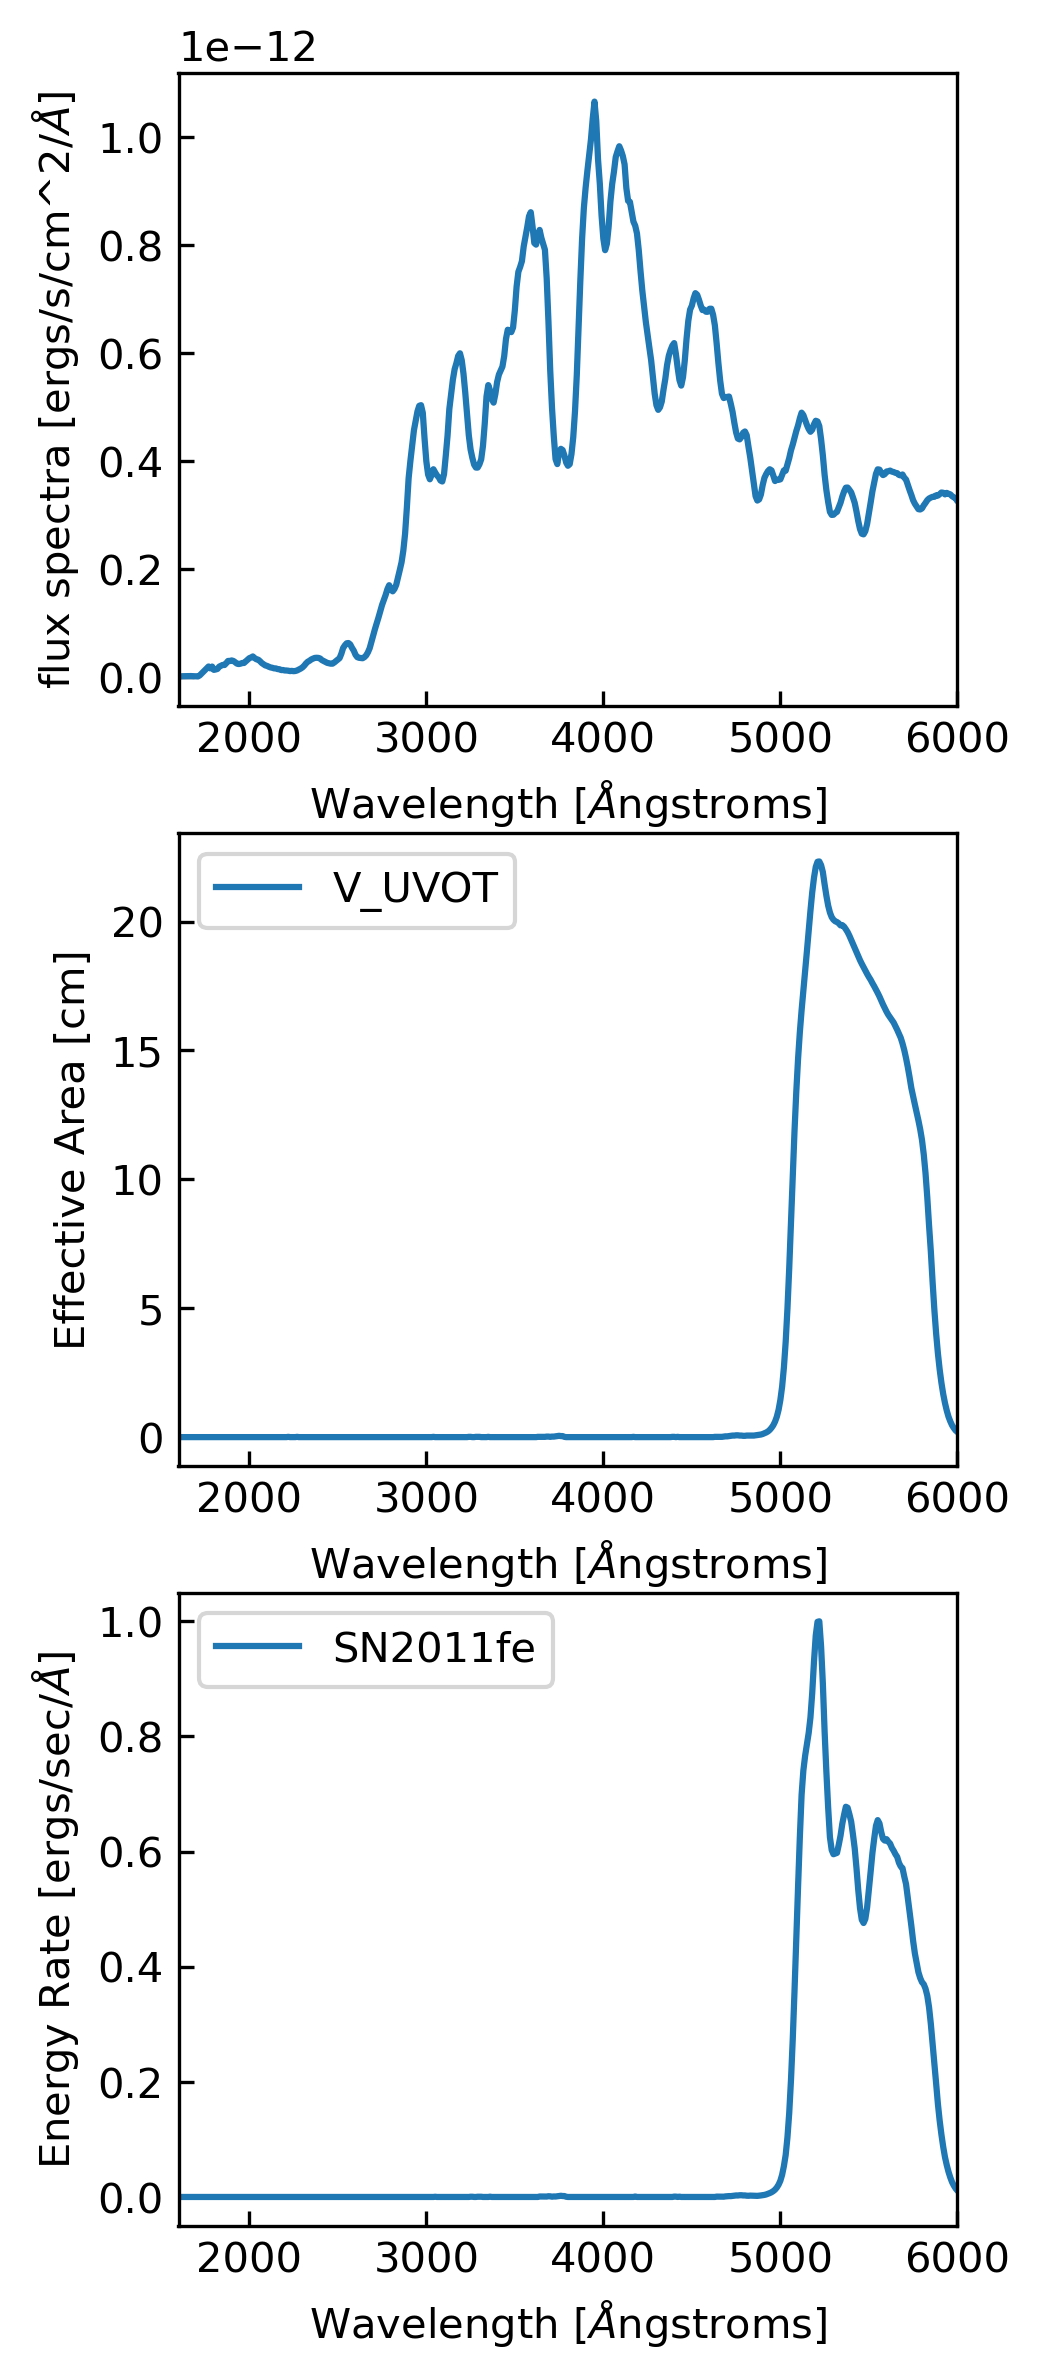 1e−12
flux spectra [ergs/s/cm^2/Å]
1.0
0.8
0.6
0.4
0.2
0.0
2000 3000 4000 5000 6000
Wavelength [Ångstroms]
V_UVOT
Effective Area [cm]
20
15
10
5
0
2000 3000 4000 5000 6000
Wavelength [Ångstroms]
SN2011fe
Energy Rate [ergs/sec/Å]
1.0
0.8
0.6
0.4
0.2
0.0
2000 3000 4000 5000 6000
Wavelength [Ångstroms]